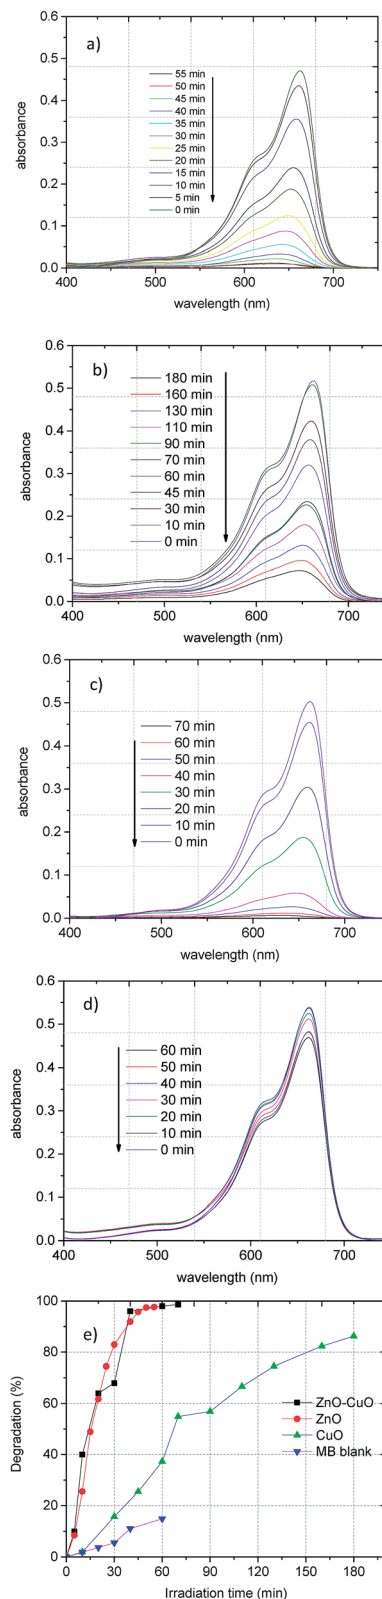 a)
0.6
0.5
0.4
0.3
0.2
0.1
0.0
absorbance
55 min
50 min
45 min
40 min
35 min
30 min
25 min
20 min
15 min
10 min
5 min
0 min
400 500 600 700
wavelength (nm)
b)
0.6
0.5
0.4
0.3
0.2
0.1
0.0
absorbance
180 min
160 min
130 min
110 min
90 min
70 min
60 min
45 min
30 min
10 min
0 min
400 500 600 700
wavelength (nm)
c)
0.6
0.5
0.4
0.3
0.2
0.1
0.0
absorbance
70 min
60 min
50 min
40 min
30 min
20 min
10 min
0 min
400 500 600 700
wavelength (nm)
d)
0.5
0.4
0.3
0.2
0.1
0.0
absorbance
60 min
50 min
40 min
30 min
20 min
10 min
0 min
400 500 600 700
wavelength (nm)
e)
100
80
60
40
20
0
Degradation (%)
ZnO-CuO
ZnO
CuO
MB blank
0 30 60 90 120 150 180
Irradiation time (min)